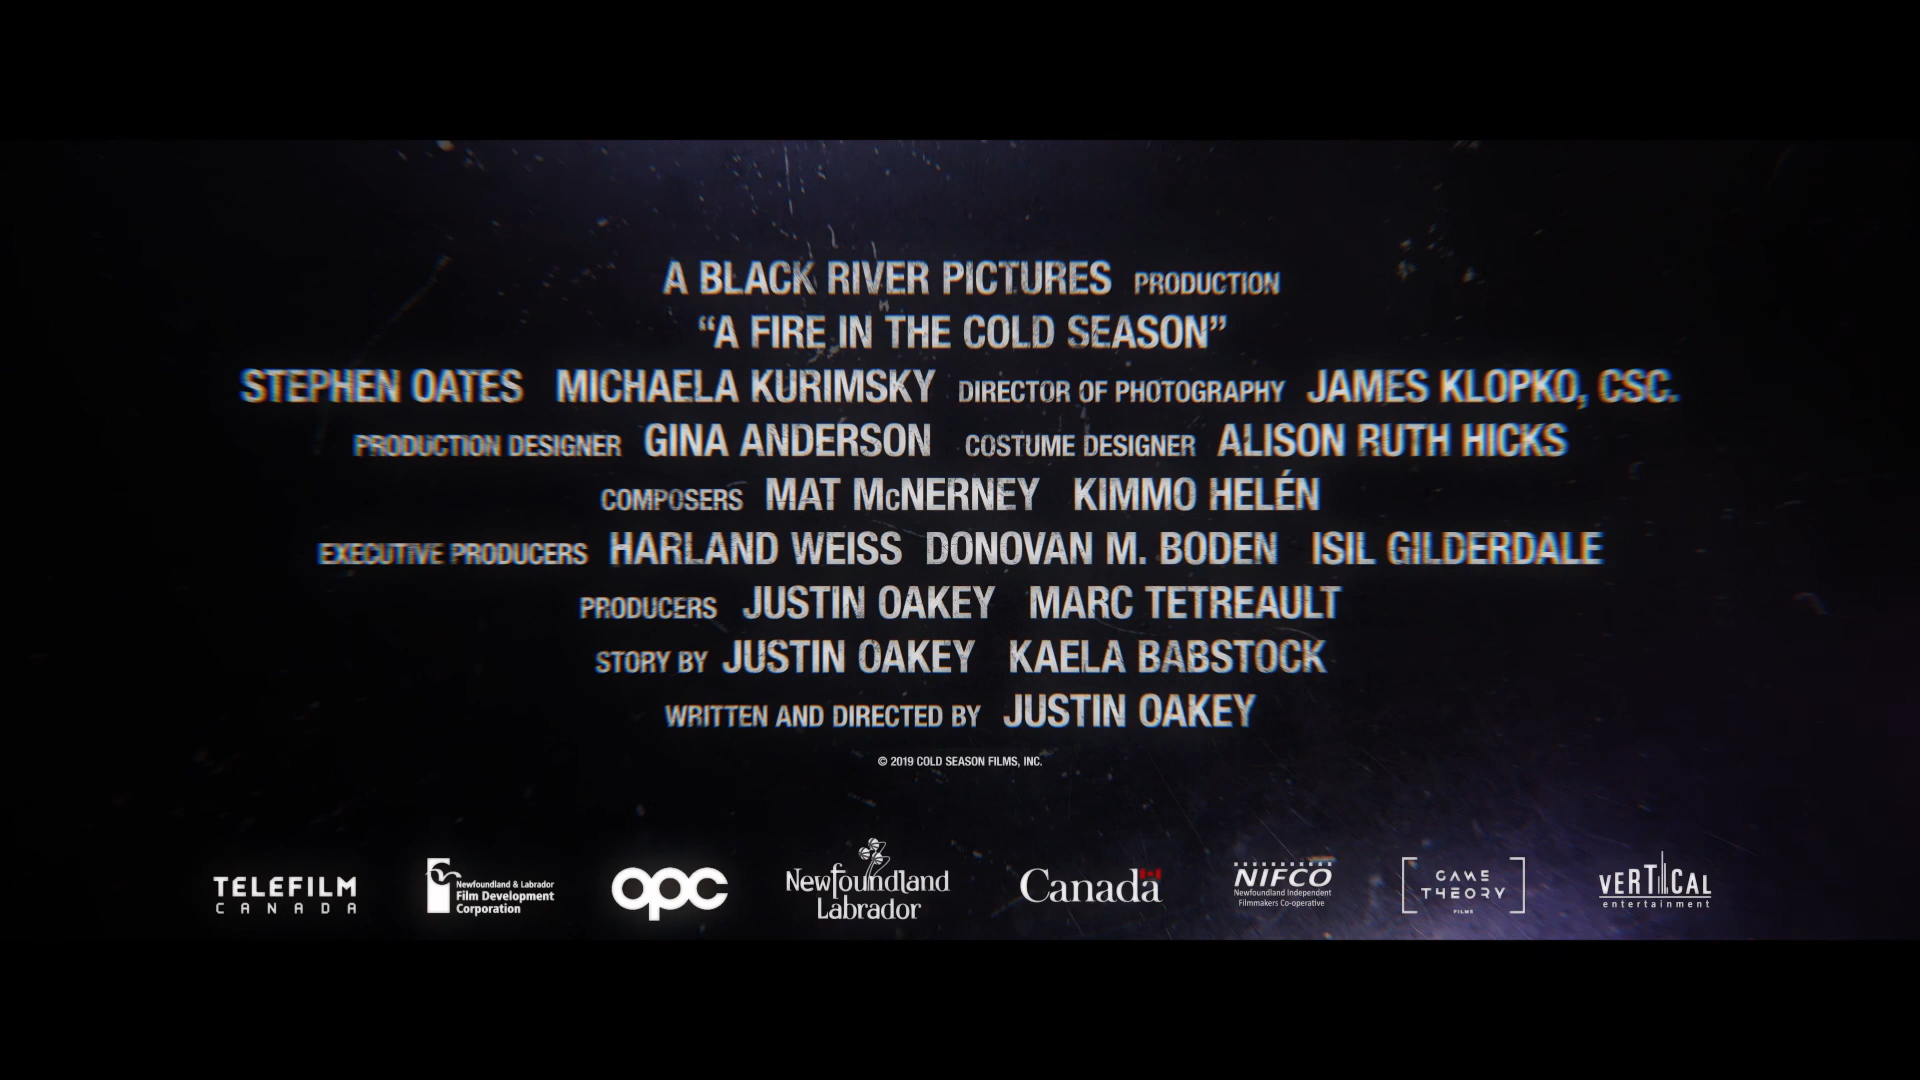 A BLACK RIVER PICTURES PRODUCTION
“A FIRE IN THE COLD SEASON”
STEPHEN OATES MICHAELA KURIMSKY DIRECTOR OF PHOTOGRAPHY JAMES KLOPKO, CSC.
PRODUCTION DESIGNER GINA ANDERSON COSTUME DESIGNER ALISON RUTH HICKS
COMPOSERS MAT McNERNEY KIMMO HELÉN
EXECUTIVE PRODUCERS HARLAND WEISS DONOVAN M. BODEN ISIL GILDERDALE
PRODUCERS JUSTIN OAKEY MARC TETREAULT
STORY BY JUSTIN OAKEY KAELA BABSTOCK
WRITTEN AND DIRECTED BY JUSTIN OAKEY
© 2019 COLD SEASON FILMS, INC.
TELEFILM
CANADA
Newfoundland & Labrador
Film Development
Corporation
opc
Newfoundland
Labrador
Canada
NIFCO
Newfoundland Independent
Filmmakers Co-operative
GAME
THEORY
FILMS
VERTICAL
entertainment